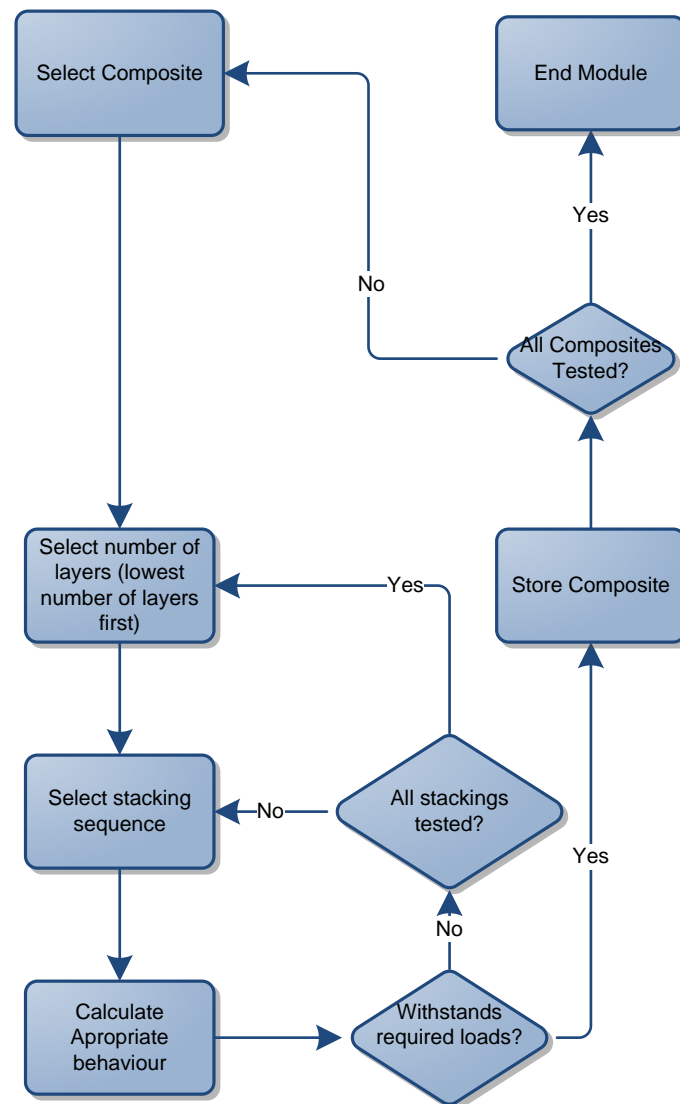 Select Composite
End Module
Yes
No
All Composites
Tested?
Select number of
layers (lowest
number of layers
first)
Yes
Store Composite
Select stacking
sequence
No
All stackings
tested?
Yes
No
Calculate
Apropriate
behaviour
Withstands
required loads?